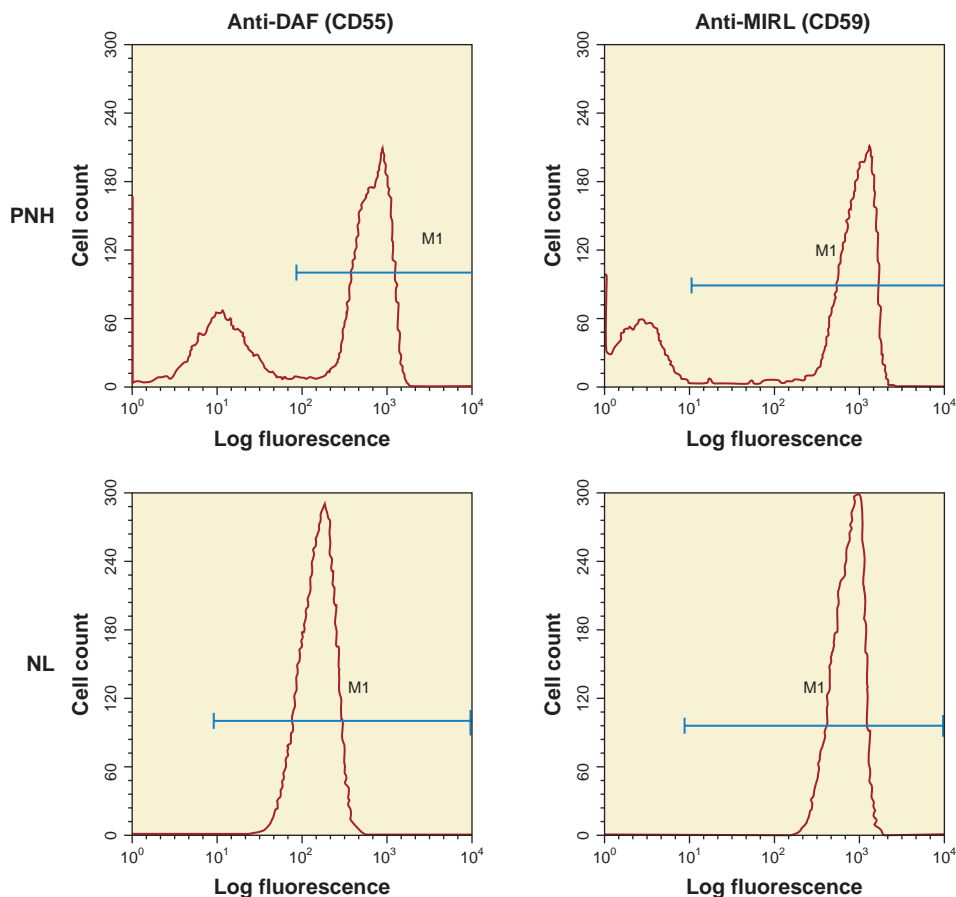 Anti-DAF (CD55)
Anti-MIRL (CD59)
PNH
Cell count
300
240
180
120
60
0
M1
10⁰ 10¹ 10² 10³ 10⁴
Log fluorescence
Cell count
300
240
180
120
60
0
M1
10⁰ 10¹ 10² 10³ 10⁴
Log fluorescence
NL
Cell count
300
240
180
120
60
0
M1
10⁰ 10¹ 10² 10³ 10⁴
Log fluorescence
Cell count
300
240
180
120
60
0
M1
10⁰ 10¹ 10² 10³ 10⁴
Log fluorescence